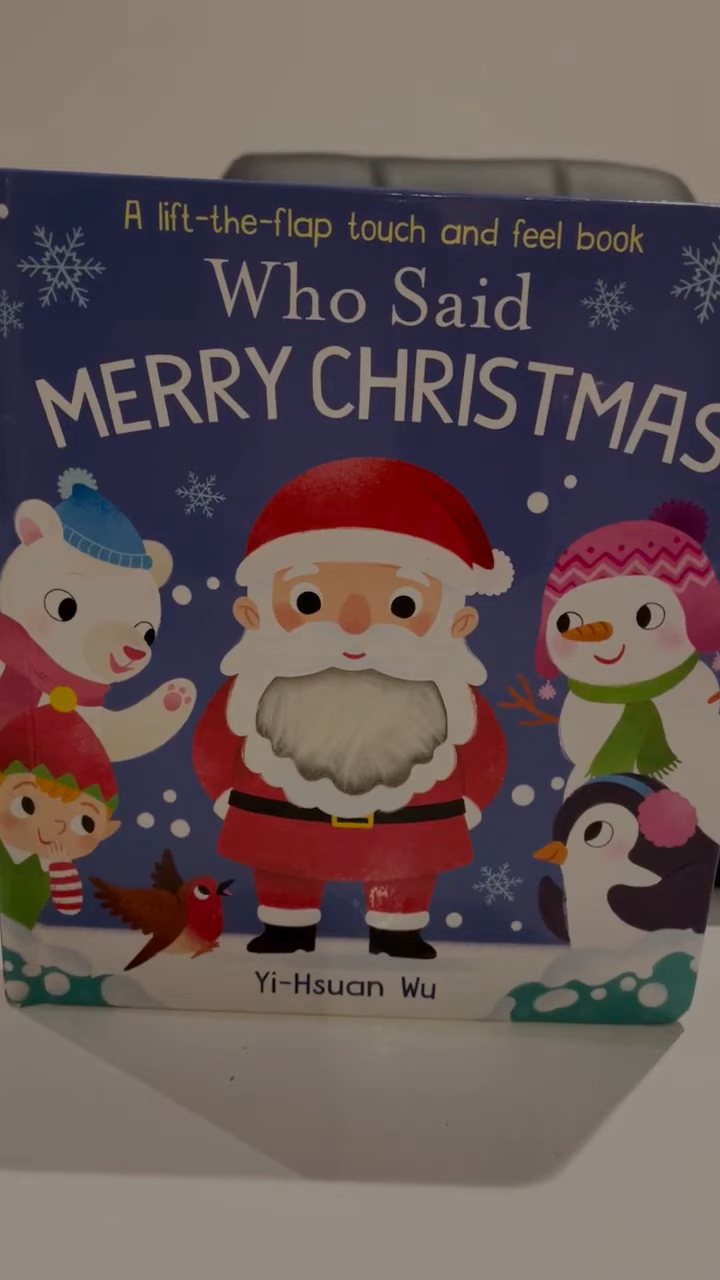 A lift-the-flap touch and feel book
Who Said
MERRY CHRISTMAS
Yi-Hsuan Wu